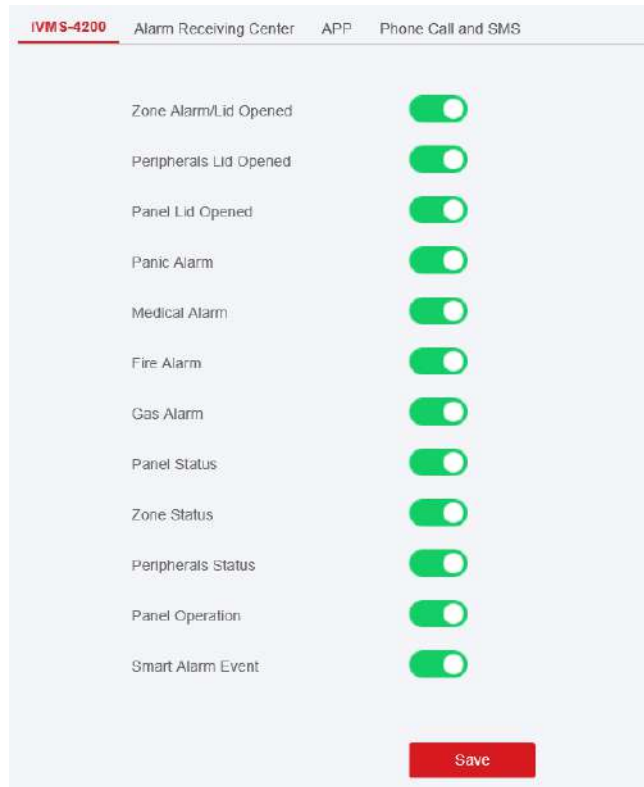 iVMS-4200 Alarm Receiving Center APP Phone Call and SMS
Zone Alarm/Lid Opened
Peripherals Lid Opened
Panel Lid Opened
Panic Alarm
Medical Alarm
Fire Alarm
Gas Alarm
Panel Status
Zone Status
Peripherals Status
Panel Operation
Smart Alarm Event
Save